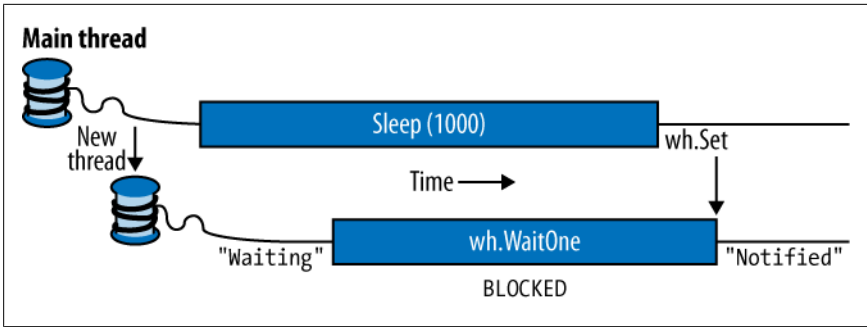 Main thread
Sleep (1000)
New
thread
wh.Set
Time
"Waiting"
wh.WaitOne
"Notified"
BLOCKED